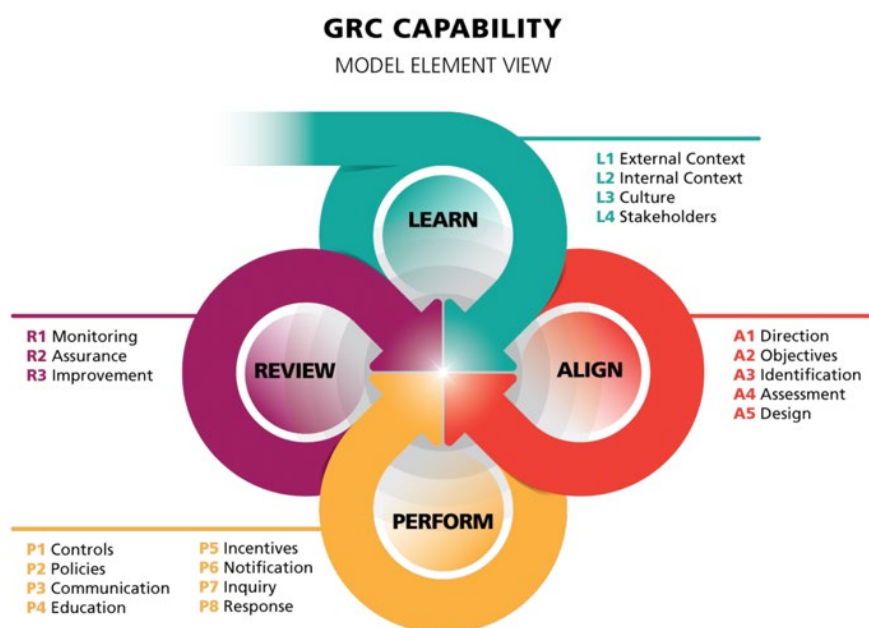 GRC CAPABILITY
MODEL ELEMENT VIEW
LEARN
L1 External Context
L2 Internal Context
L3 Culture
L4 Stakeholders
REVIEW
R1 Monitoring
R2 Assurance
R3 Improvement
ALIGN
A1 Direction
A2 Objectives
A3 Identification
A4 Assessment
A5 Design
PERFORM
P1 Controls
P2 Policies
P3 Communication
P4 Education
P5 Incentives
P6 Notification
P7 Inquiry
P8 Response